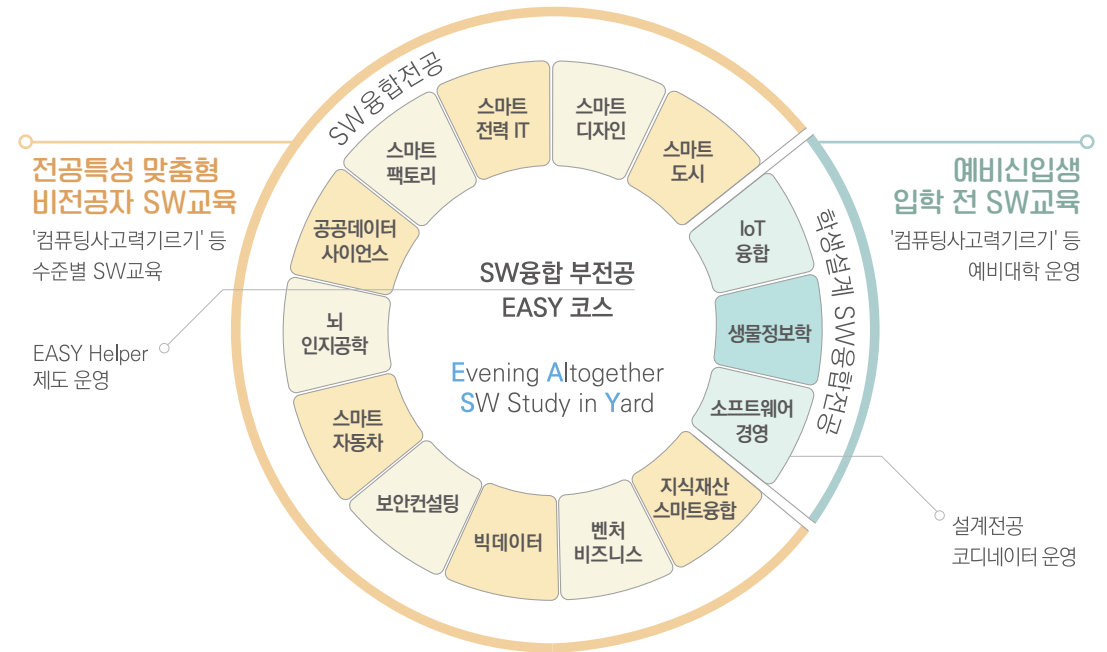 SW융합전공
스마트
전력 IT
스마트
디자인
스마트
팩토리
스마트
도시
전공특성 맞춤형
비전공자 SW교육
'컴퓨팅사고력기르기' 등
수준별 SW교육
EASY Helper
제도 운영
공공데이터
사이언스
뇌
인지공학
스마트
자동차
보안컨설팅
빅데이터
벤처
비즈니스
지식재산
스마트융합
SW융합 부전공
EASY 코스
Evening Altogether
SW Study in Yard
IoT
융합
생물정보학
소프트웨어
경영
학생설계 SW융합전공
예비신입생
입학 전 SW교육
'컴퓨팅사고력기르기' 등
예비대학 운영
설계전공
코디네이터 운영